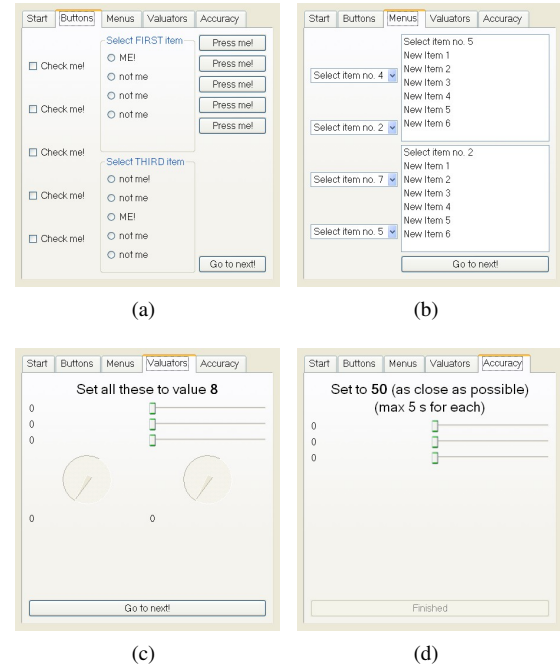 Start Buttons Menus Valuators Accuracy
Check me!
Check me!
Check me!
Check me!
Check me!
Select FIRST item
ME!
not me
not me
not me
Select THIRD item
not me!
not me
ME!
not me
not me
Press me!
Press me!
Press me!
Press me!
Press me!
Go to next!
(a)
Start Buttons Menus Valuators Accuracy
Select item no. 4
Select item no. 2
Select item no. 7
Select item no. 5
Select item no. 5
New Item 1
New Item 2
New Item 3
New Item 4
New Item 5
New Item 6
Select item no. 2
New Item 1
New Item 2
New Item 3
New Item 4
New Item 5
New Item 6
Go to next!
(b)
Start Buttons Menus Valuators Accuracy
Set all these to value 8
0
0
0
0 0
Go to next!
(c)
Start Buttons Menus Valuators Accuracy
Set to 50 (as close as possible)
(max 5 s for each)
0
0
0
Finished
(d)